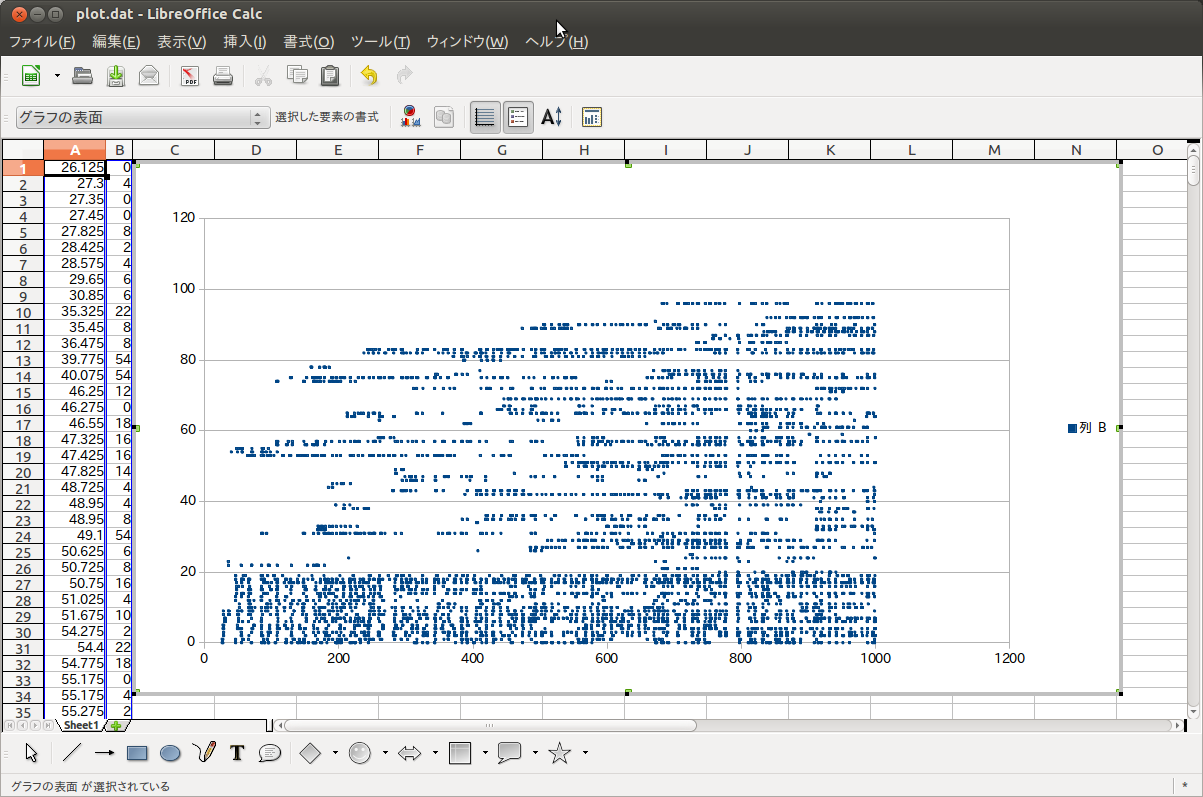 plot.dat - LibreOffice Calc
ファイル(F) 編集(E) 表示(V) 挿入(I) 書式(O) ツール(T) ウィンドウ(W) ヘルプ(H)
PDF
グラフの表面 選択した要素の書式
A B C D E F G H I J K L M N O
1 26.125 0
2 27.3 4
3 27.35 0
4 27.45 0
5 27.825 8
6 28.425 2
7 28.575 4
8 29.65 6
9 30.85 6
10 35.325 22
11 35.45 8
12 36.475 8
13 39.775 54
14 40.075 54
15 46.25 12
16 46.275 0
17 46.55 18
18 47.325 16
19 47.425 16
20 47.825 14
21 48.725 4
22 48.95 4
23 48.95 8
24 49.1 54
25 50.625 6
26 50.725 8
27 50.75 16
28 51.025 4
29 51.675 10
30 54.275 2
31 54.4 22
32 54.775 18
33 55.175 0
34 55.175 4
35 55.275 2
120
100
80
60
40
20
0
0 200 400 600 800 1000 1200
列 B
Sheet1
T
グラフの表面 が選択されている *